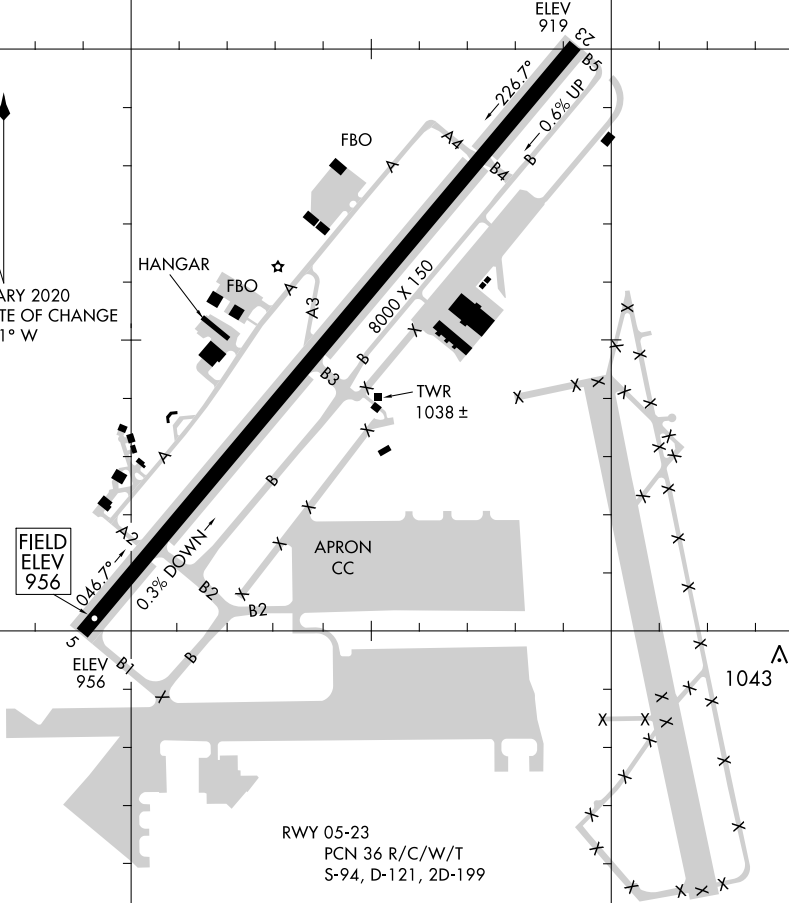 ELEV
919
23
B5
226.7°
0.6% UP
FBO
A4
A
B
B4
HANGAR
FBO
A
A3
8000 X 150
ARY 2020
TE OF CHANGE
1° W
B
B3
TWR
1038 ±
A
B
A2
FIELD
ELEV
956
046.7°
0.3% DOWN
APRON
CC
B2
B2
5
ELEV
956
B1
B
1043
RWY 05-23
PCN 36 R/C/W/T
S-94, D-121, 2D-199